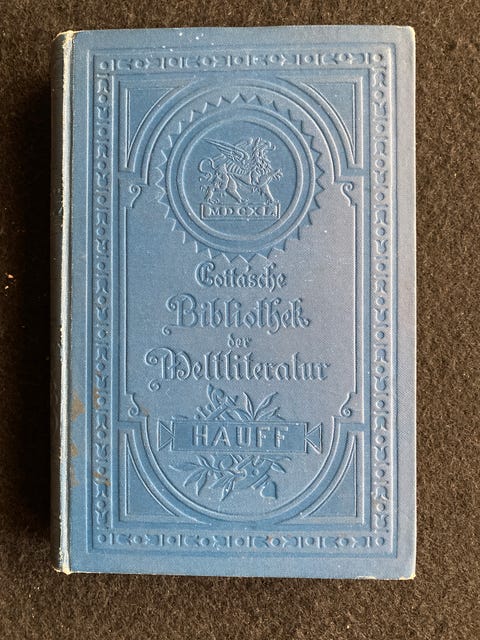 MDCXL
Cotta'sche
Bibliothek
der
Weltliteratur
HAUFF